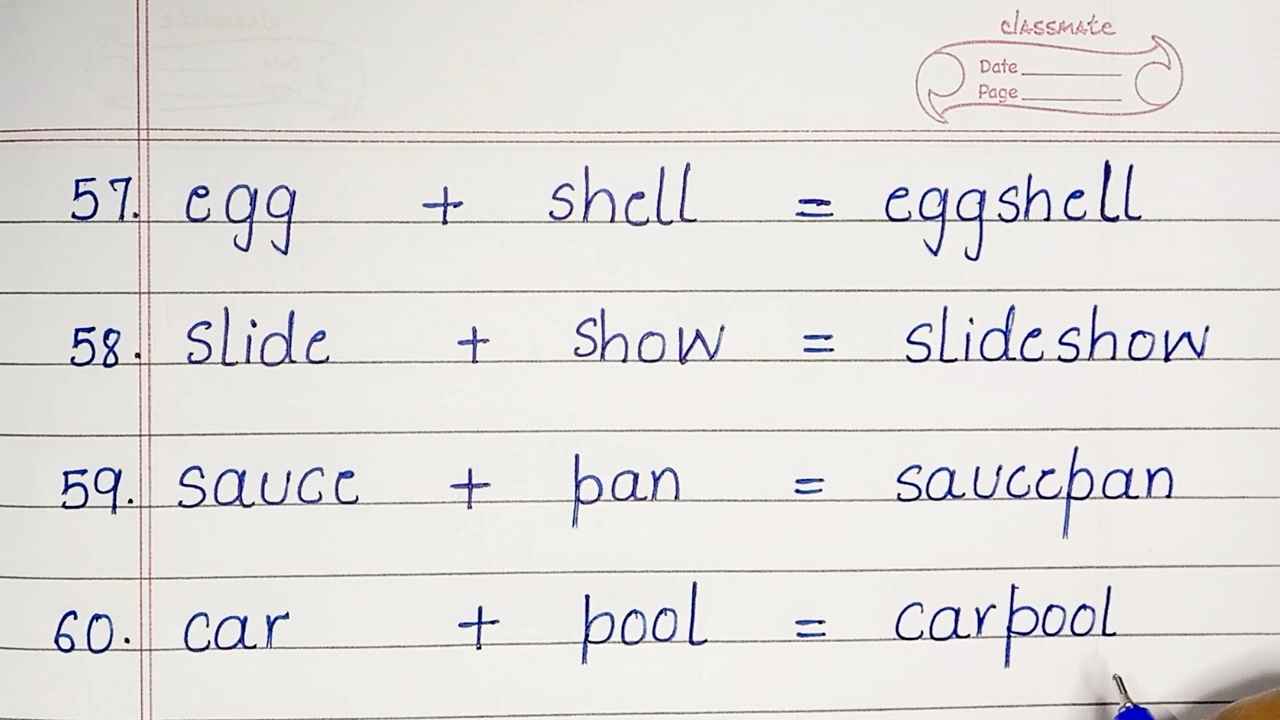 classmate
Date
Page
57. egg + shell = eggshell
58. slide + show = slideshow
59. sauce + pan = saucepan
60. car + pool = carpool